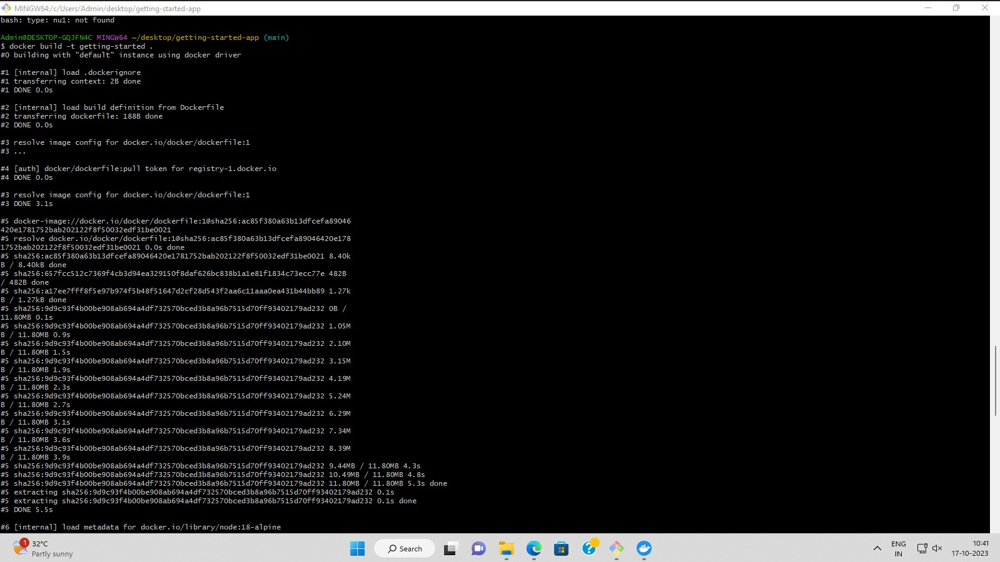 MINGW64:/c/Users/Admin/desktop/getting-started-app
bash: type: nu1: not found
Admin@DESKTOP-GQJFN4C MINGW64 ~/desktop/getting-started-app (main)
$ docker build -t getting-started .
#0 building with "default" instance using docker driver
#1 [internal] load .dockerignore
#1 transferring context: 2B done
#1 DONE 0.0s
#2 [internal] load build definition from Dockerfile
#2 transferring dockerfile: 188B done
#2 DONE 0.0s
#3 resolve image config for docker.io/docker/dockerfile:1
#3 ...
#4 [auth] docker/dockerfile:pull token for registry-1.docker.io
#4 DONE 0.0s
#3 resolve image config for docker.io/docker/dockerfile:1
#3 DONE 3.1s
#5 docker-image://docker.io/docker/dockerfile:1@sha256:ac85f380a63b13dfcefa89046
420e1781752bab202122f8f50032edf31be0021
#5 resolve docker.io/docker/dockerfile:1@sha256:ac85f380a63b13dfcefa89046420e178
1752bab202122f8f50032edf31be0021 0.0s done
#5 sha256:ac85f380a63b13dfcefa89046420e1781752bab202122f8f50032edf31be0021 8.40k
B / 8.40kB done
#5 sha256:657fcc512c7369f4cb3d94ea329150f8daf626bc838b1a1e81f1834c73ecc77e 482B
/ 482B done
#5 sha256:a17ee7fff8f5e97b974f5b48f51647d2cf28d543f2aa6c11aaa0ea431b44bb89 1.27k
B / 1.27kB done
#5 sha256:9d9c93f4b00be908ab694a4df732570bced3b8a96b7515d70ff93402179ad232 0B /
11.80MB 0.1s
#5 sha256:9d9c93f4b00be908ab694a4df732570bced3b8a96b7515d70ff93402179ad232 1.05M
B / 11.80MB 0.9s
#5 sha256:9d9c93f4b00be908ab694a4df732570bced3b8a96b7515d70ff93402179ad232 2.10M
B / 11.80MB 1.5s
#5 sha256:9d9c93f4b00be908ab694a4df732570bced3b8a96b7515d70ff93402179ad232 3.15M
B / 11.80MB 1.9s
#5 sha256:9d9c93f4b00be908ab694a4df732570bced3b8a96b7515d70ff93402179ad232 4.19M
B / 11.80MB 2.3s
#5 sha256:9d9c93f4b00be908ab694a4df732570bced3b8a96b7515d70ff93402179ad232 5.24M
B / 11.80MB 2.7s
#5 sha256:9d9c93f4b00be908ab694a4df732570bced3b8a96b7515d70ff93402179ad232 6.29M
B / 11.80MB 3.1s
#5 sha256:9d9c93f4b00be908ab694a4df732570bced3b8a96b7515d70ff93402179ad232 7.34M
B / 11.80MB 3.6s
#5 sha256:9d9c93f4b00be908ab694a4df732570bced3b8a96b7515d70ff93402179ad232 8.39M
B / 11.80MB 3.9s
#5 sha256:9d9c93f4b00be908ab694a4df732570bced3b8a96b7515d70ff93402179ad232 9.44MB / 11.80MB 4.3s
#5 sha256:9d9c93f4b00be908ab694a4df732570bced3b8a96b7515d70ff93402179ad232 10.49MB / 11.80MB 4.8s
#5 sha256:9d9c93f4b00be908ab694a4df732570bced3b8a96b7515d70ff93402179ad232 11.80MB / 11.80MB 5.3s done
#5 extracting sha256:9d9c93f4b00be908ab694a4df732570bced3b8a96b7515d70ff93402179ad232 0.1s
#5 extracting sha256:9d9c93f4b00be908ab694a4df732570bced3b8a96b7515d70ff93402179ad232 0.1s done
#5 DONE 5.5s
#6 [internal] load metadata for docker.io/library/node:18-alpine
1
32°C
Partly sunny
Search
ENG
IN
10:41
17-10-2023